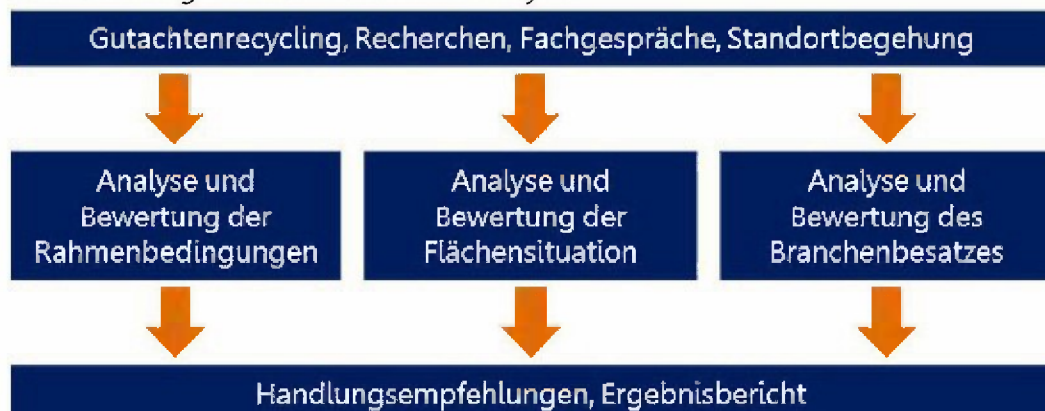 Gutachtenrecycling, Recherchen, Fachgespräche, Standortbegehung
Analyse und
Bewertung der
Rahmenbedingungen
Analyse und
Bewertung der
Flächensituation
Analyse und
Bewertung des
Branchenbesatzes
Handlungsempfehlungen, Ergebnisbericht